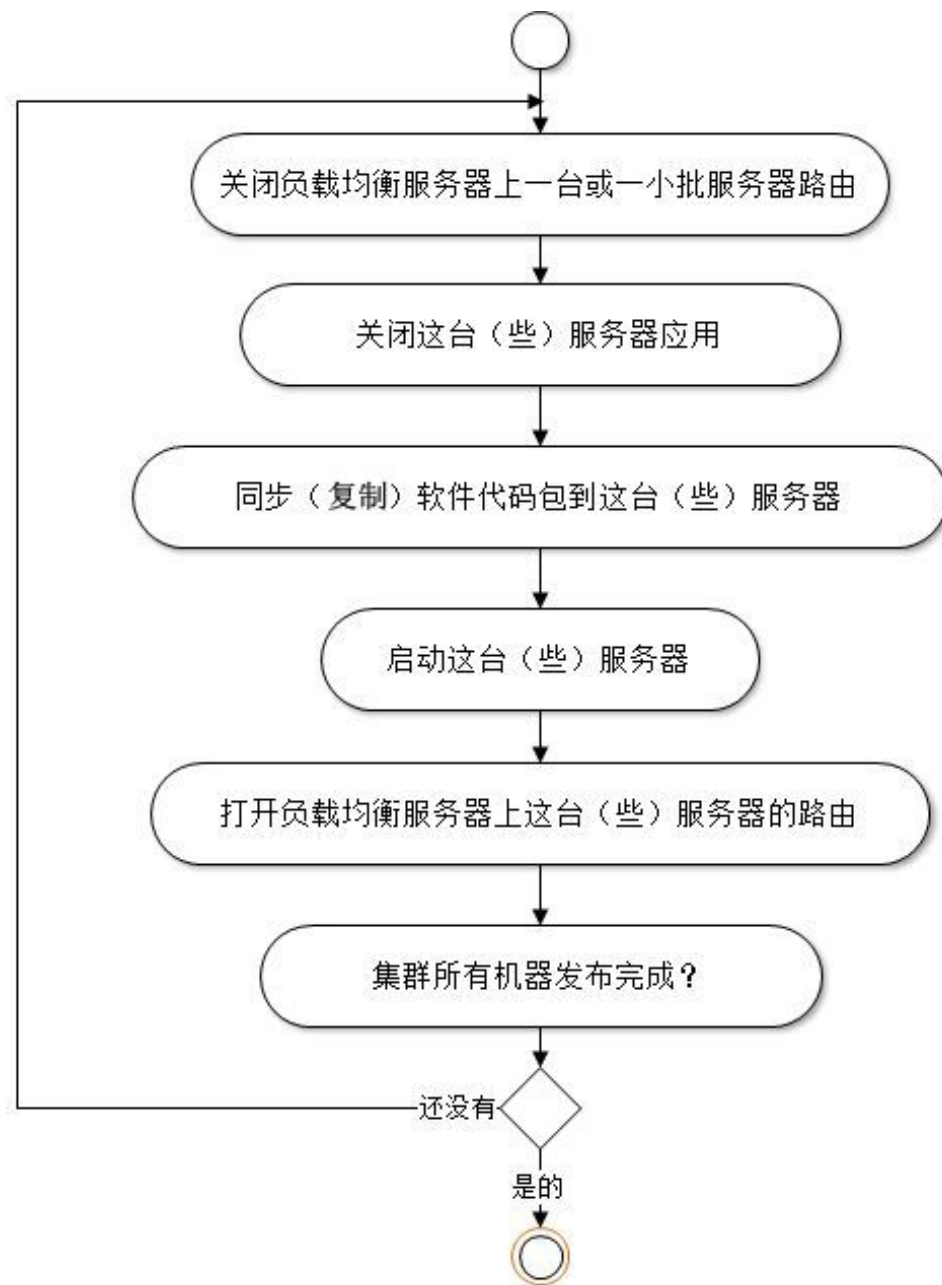 关闭负载均衡服务器上一台或一小批服务器路由
关闭这台（些）服务器应用
同步（复制）软件代码包到这台（些）服务器
启动这台（些）服务器
打开负载均衡服务器上这台（些）服务器的路由
集群所有机器发布完成？
还没有
是的